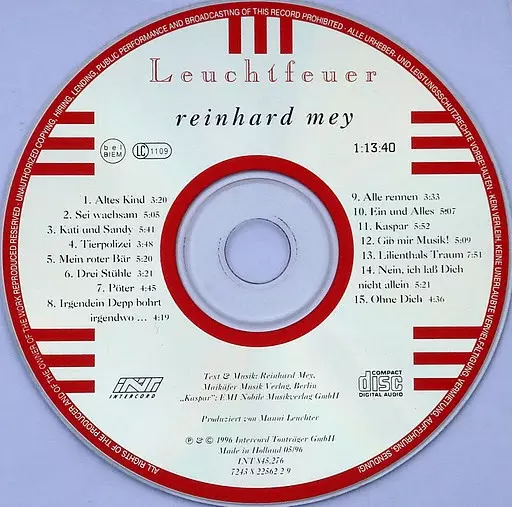 UNAUTHORIZED COPYING, HIRING, LENDING, PUBLIC PERFORMANCE AND BROADCASTING OF THIS RECORD PROHIBITED · ALLE URHEBER- UND LEISTUNGSSCHUTZRECHTE VORBEHALTEN · KEIN VERLEIH, KEINE UNERLAUBTE VERVIELFÄLTIGUNG, VERMIETUNG, AUFFÜHRUNG, SENDUNG!
ALL RIGHTS OF THE PRODUCER AND OF THE OWNER OF THE WORK REPRODUCED RESERVED ·
Leuchtfeuer
reinhard mey
bel
BIEM
LC 1109
1:13:40
1. Altes Kind 3:20
2. Sei wachsam 5:05
3. Kati und Sandy 5:41
4. Tierpolizei 3:48
5. Mein roter Bär 5:20
6. Drei Stühle 3:21
7. Pöter 4:45
8. Irgendein Depp bohrt
irgendwo ... 4:19
9. Alle rennen 3:33
10. Ein und Alles 5:07
11. Kaspar 5:52
12. Gib mir Musik! 5:09
13. Lilienthals Traum 7:51
14. Nein, ich laß Dich
nicht allein 5:21
15. Ohne Dich 4:36
INT
INTERCORD
Text & Musik: Reinhard Mey,
Maikäfer Musik Verlag, Berlin
„Kaspar": EMI Nobile Musikverlag GmbH
Produziert von Manni Leuchter
COMPACT
disc
DIGITAL AUDIO
℗ & © 1996 Intercord Tonträger GmbH
Made in Holland 05/96
INT 845.276
7243 8 22562 2 9